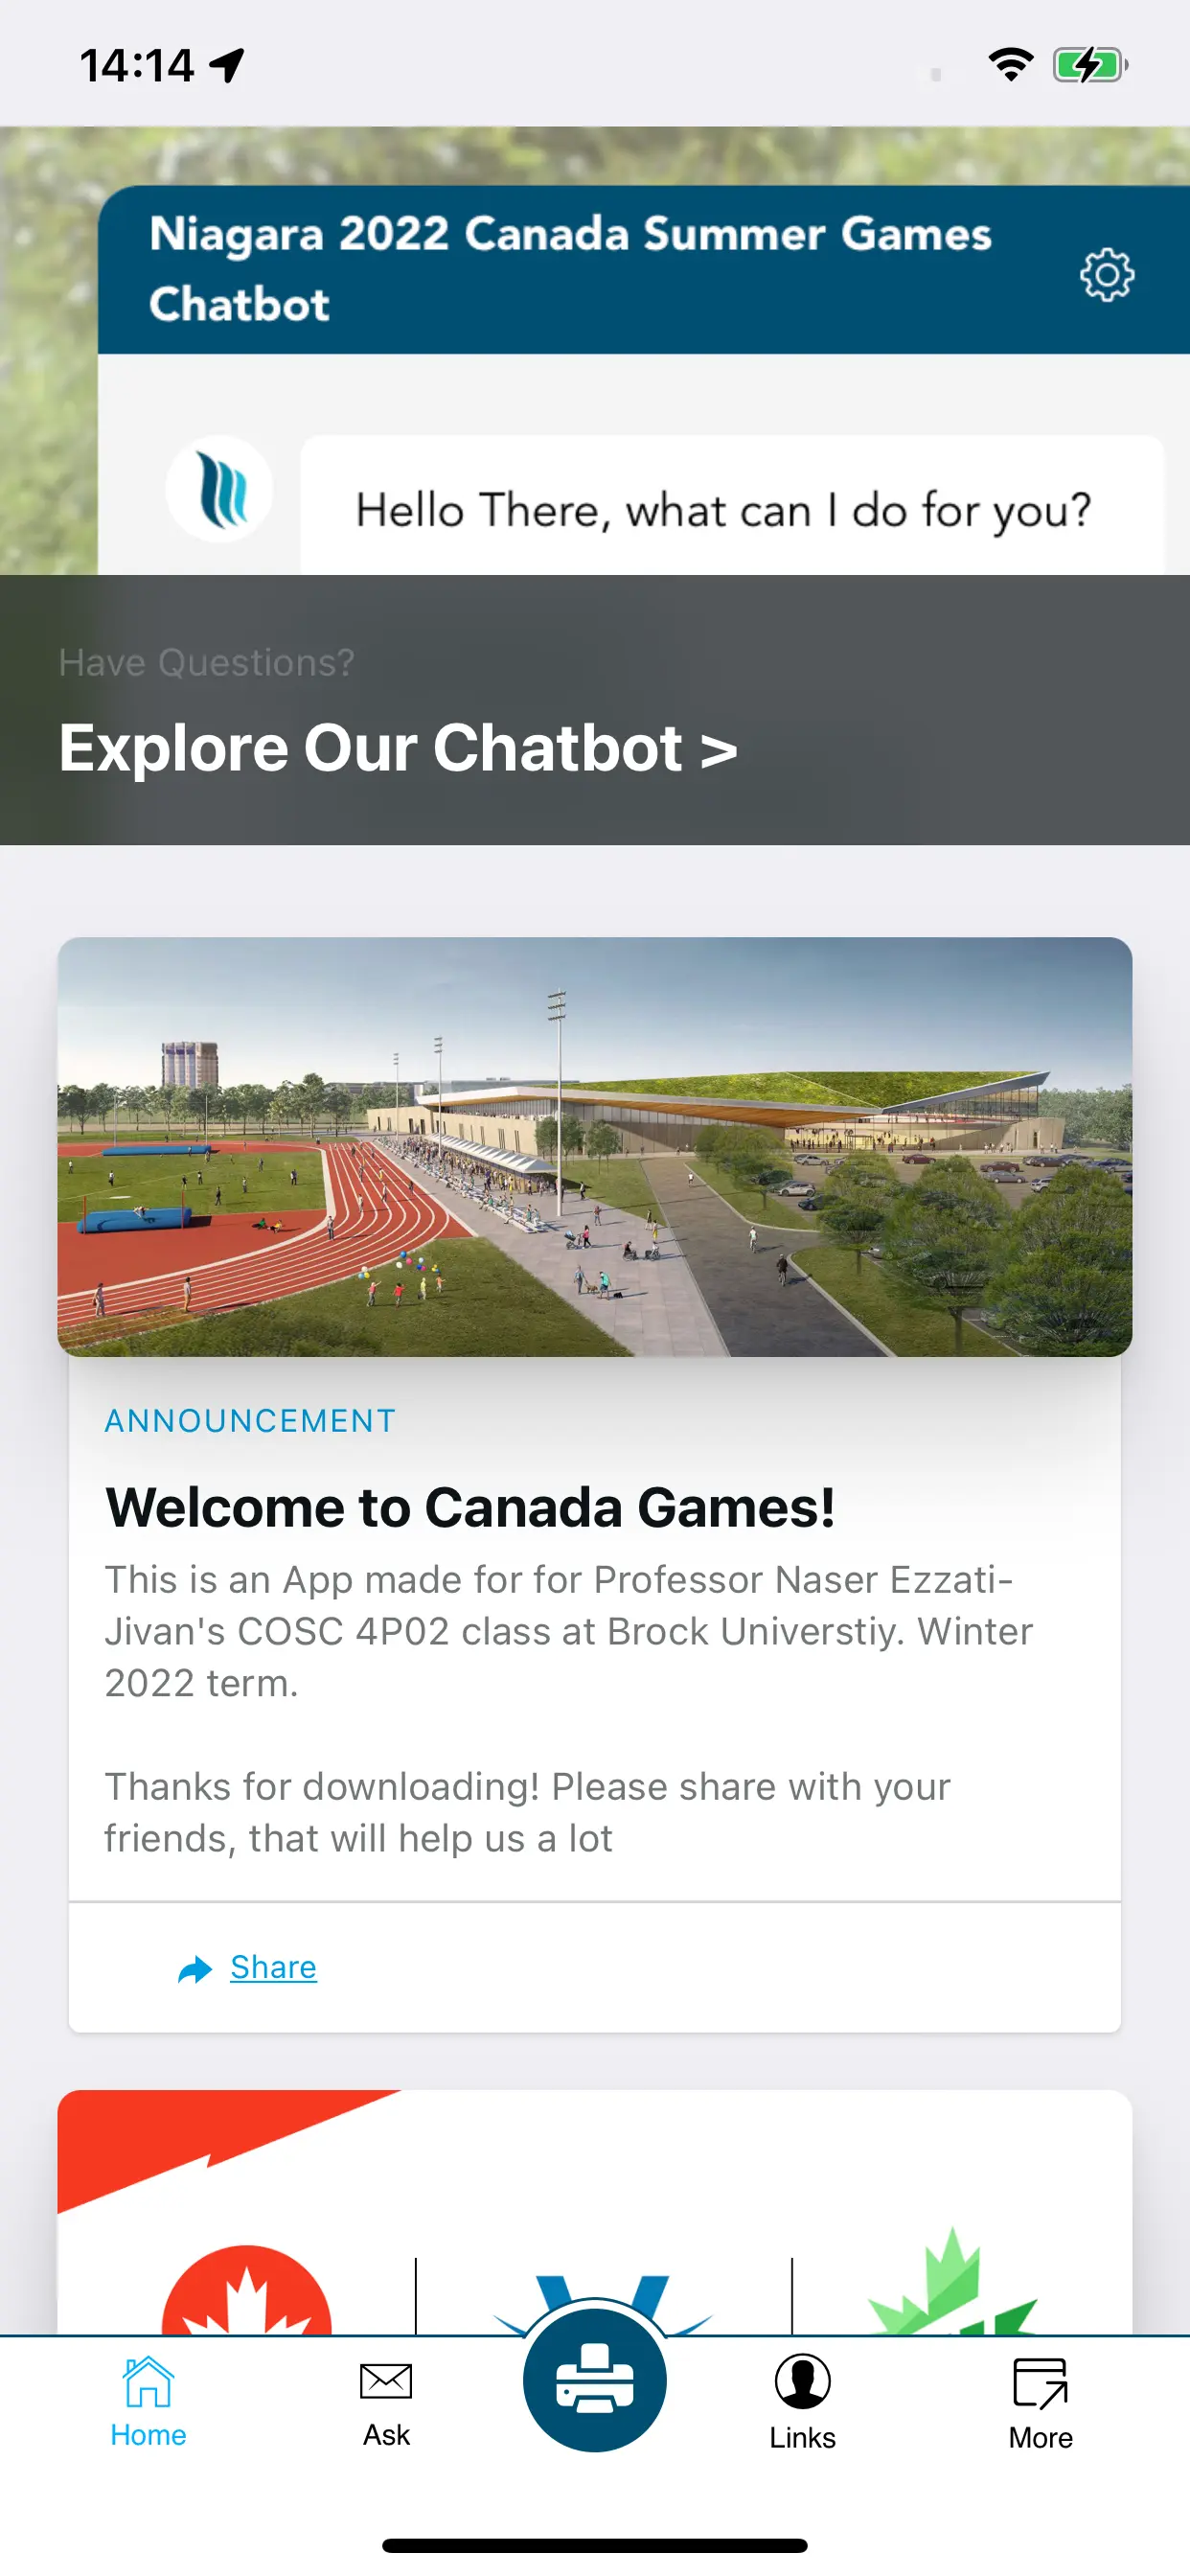 14:14
Niagara 2022 Canada Summer Games
Chatbot
Hello There, what can I do for you?
Have Questions?
Explore Our Chatbot >
ANNOUNCEMENT
Welcome to Canada Games!
This is an App made for for Professor Naser Ezzati-
Jivan's COSC 4P02 class at Brock Universtiy. Winter
2022 term.
Thanks for downloading! Please share with your
friends, that will help us a lot
Share
Home
Ask
Links
More